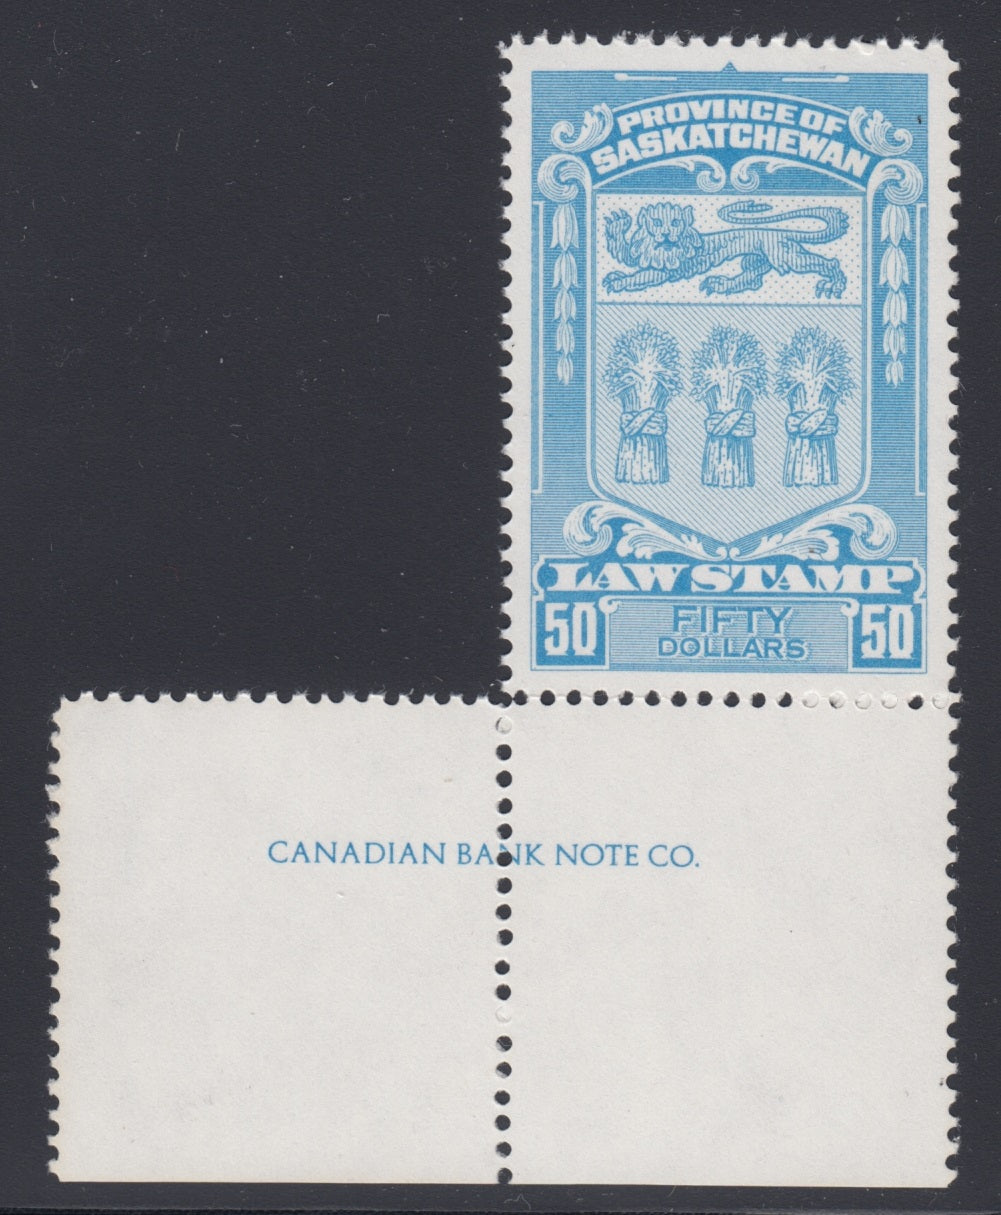 PROVINCE OF
SASKATCHEWAN
LAW STAMP
50 FIFTY 50
DOLLARS
CANADIAN BANK NOTE CO.